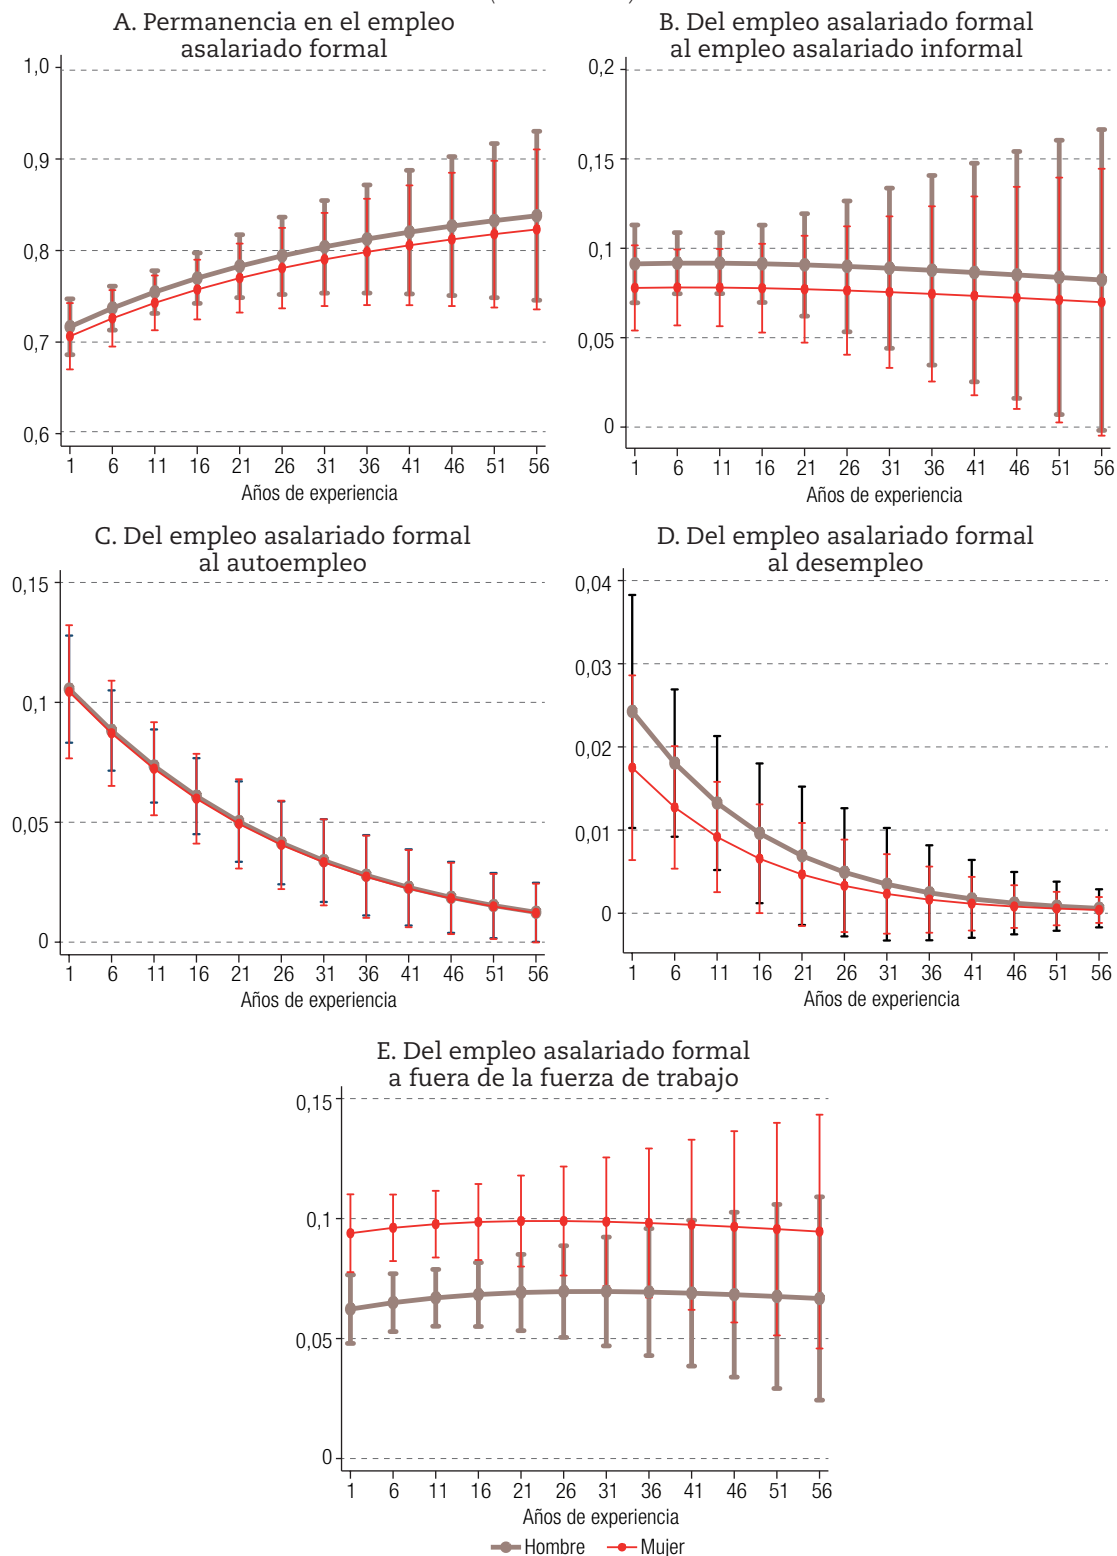 A. Permanencia en el empleo
asalariado formal
1,0
0,9
0,8
0,7
0,6
1 6 11 16 21 26 31 36 41 46 51 56
Años de experiencia
B. Del empleo asalariado formal
al empleo asalariado informal
0,2
0,15
0,1
0,05
0
1 6 11 16 21 26 31 36 41 46 51 56
Años de experiencia
C. Del empleo asalariado formal
al autoempleo
0,15
0,1
0,05
0
1 6 11 16 21 26 31 36 41 46 51 56
Años de experiencia
D. Del empleo asalariado formal
al desempleo
0,04
0,03
0,02
0,01
0
1 6 11 16 21 26 31 36 41 46 51 56
Años de experiencia
E. Del empleo asalariado formal
a fuera de la fuerza de trabajo
0,15
0,1
0,05
0
1 6 11 16 21 26 31 36 41 46 51 56
Años de experiencia
Hombre Mujer